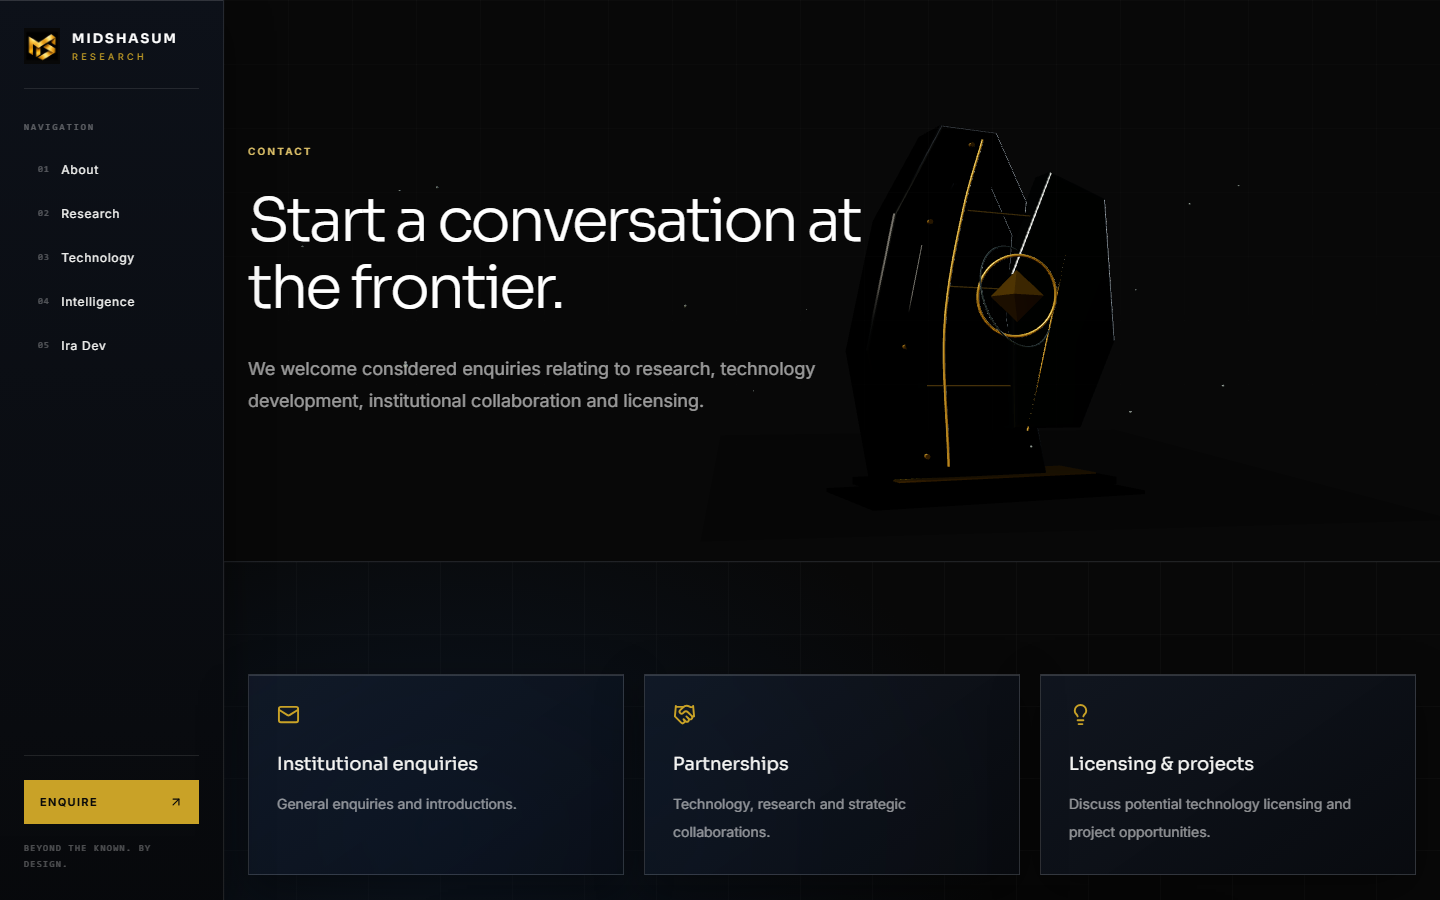 MIDSHASUM
RESEARCH
NAVIGATION
01 About
02 Research
03 Technology
04 Intelligence
05 Ira Dev
ENQUIRE
BEYOND THE KNOWN. BY
DESIGN.
CONTACT
Start a conversation at
the frontier.
We welcome considered enquiries relating to research, technology
development, institutional collaboration and licensing.
Institutional enquiries
General enquiries and introductions.
Partnerships
Technology, research and strategic
collaborations.
Licensing & projects
Discuss potential technology licensing and
project opportunities.